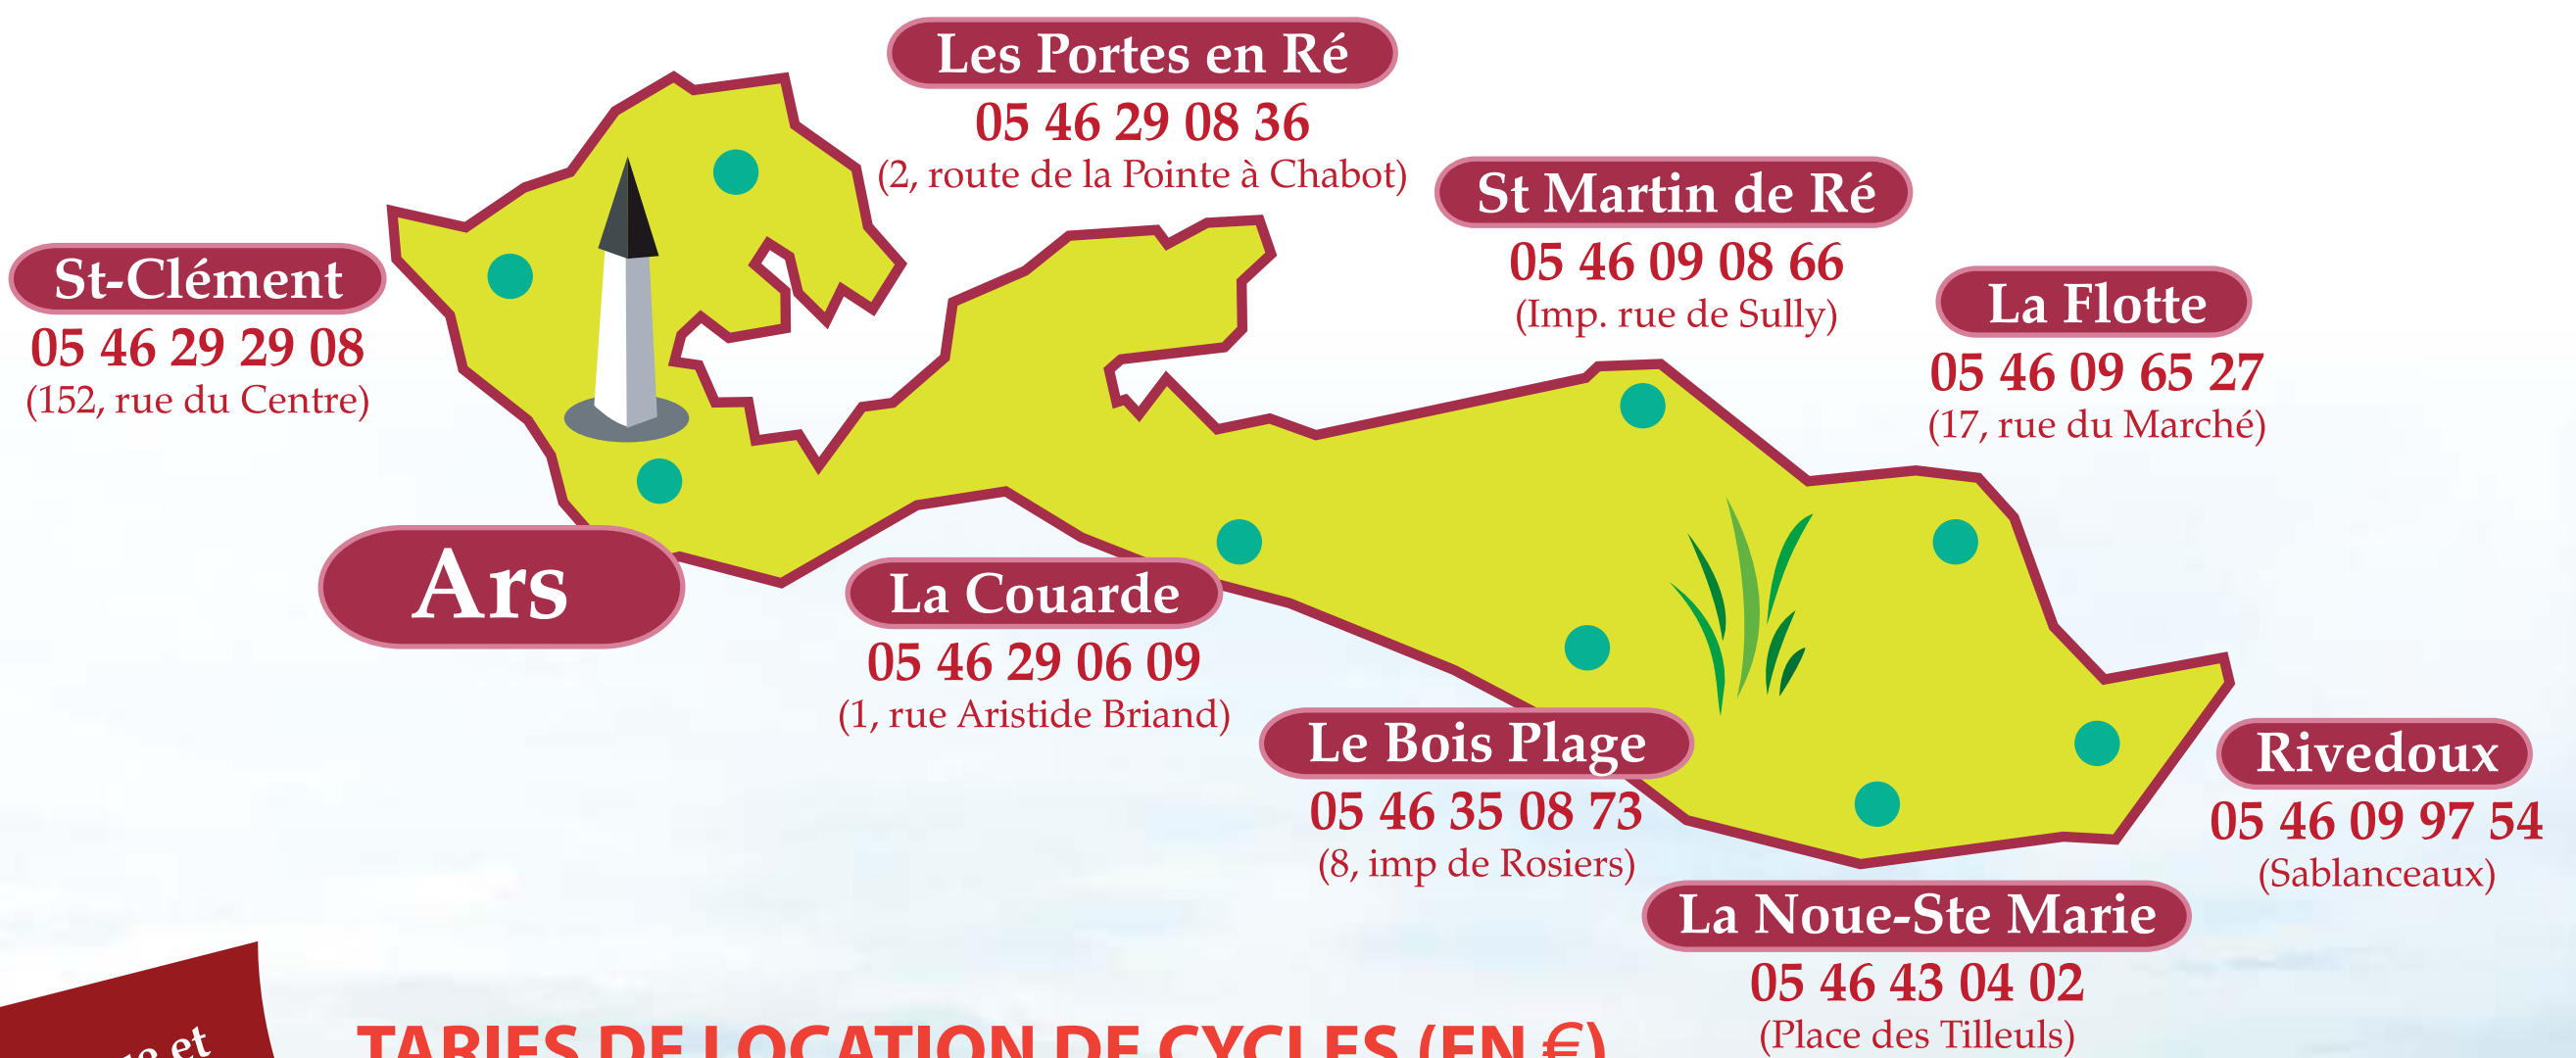 Les Portes en Ré
05 46 29 08 36
(2, route de la Pointe à Chabot)
St Martin de Ré
05 46 09 08 66
(Imp. rue de Sully)
St-Clément
05 46 29 29 08
(152, rue du Centre)
La Flotte
05 46 09 65 27
(17, rue du Marché)
Ars
La Couarde
05 46 29 06 09
(1, rue Aristide Briand)
Le Bois Plage
05 46 35 08 73
(8, imp de Rosiers)
Rivedoux
05 46 09 97 54
(Sablanceaux)
La Noue-Ste Marie
05 46 43 04 02
(Place des Tilleuls)
et
TARIFS DE LOCATION DE CYCLES (EN €)